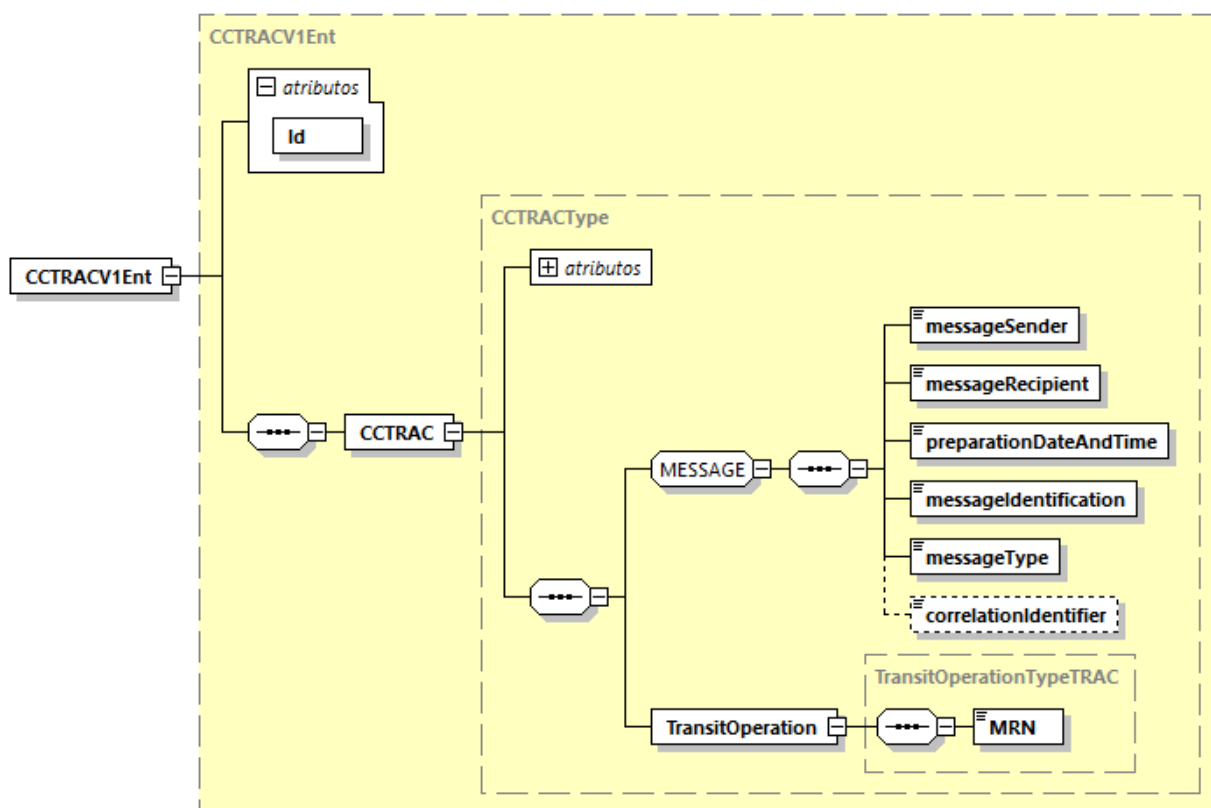 CCTRACV1Ent
atributos
Id
CCTRACType
atributos
CCTRACV1Ent
messageSender
messageRecipient
CCTRAC
preparationDateAndTime
MESSAGE
messageIdentification
messageType
correlationIdentifier
TransitOperationTypeTRAC
TransitOperation
MRN